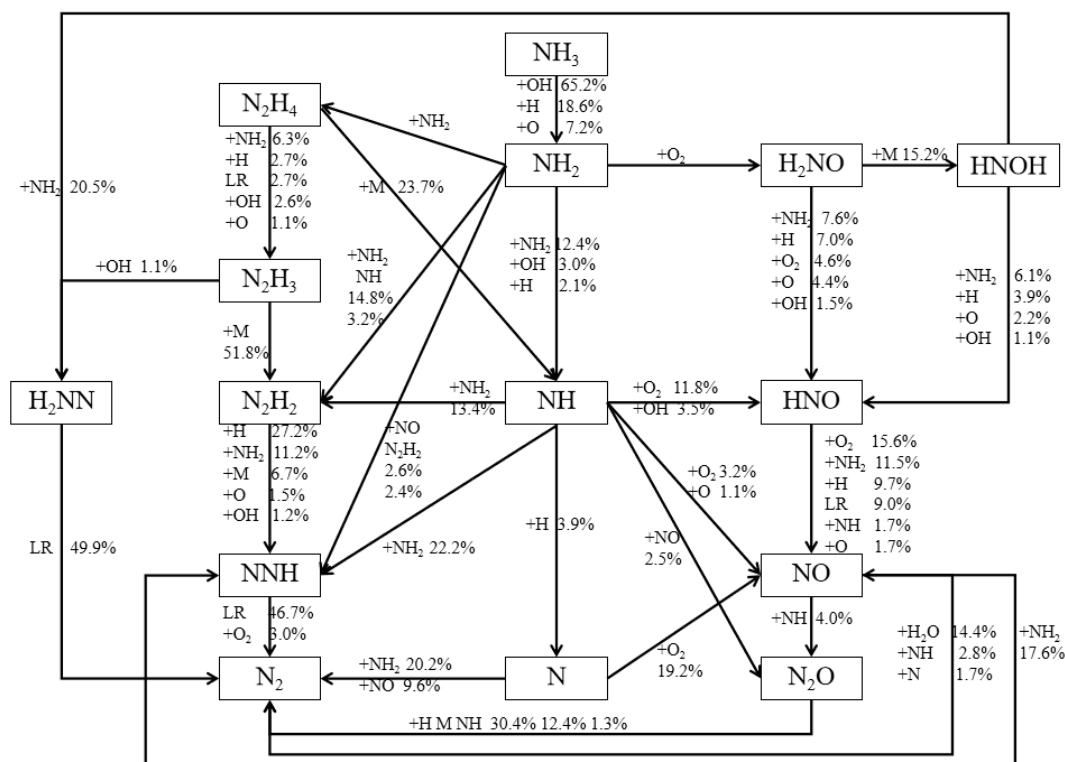 NH₃
+OH 65.2%
+H 18.6%
+O 7.2%
N₂H₄
+NH₂
NH₂
+O₂
H₂NO
+M 15.2%
HNOH
+NH₂ 6.3%
+H 2.7%
LR 2.7%
+OH 2.6%
+O 1.1%
+NH₂ 20.5%
+M 23.7%
+NH₂ 12.4%
+OH 3.0%
+H 2.1%
+NH₂ 7.6%
+H 7.0%
+O₂ 4.6%
+O 4.4%
+OH 1.5%
+NH₂ 6.1%
+H 3.9%
+O 2.2%
+OH 1.1%
+OH 1.1%
N₂H₃
+NH₂
NH
14.8%
3.2%
+M
51.8%
H₂NN
N₂H₂
+NH₂
13.4%
NH
+O₂ 11.8%
+OH 3.5%
HNO
+H 27.2%
+NH₂ 11.2%
+M 6.7%
+O 1.5%
+OH 1.2%
+NO
N₂H₂
2.6%
2.4%
+O₂ 3.2%
+O 1.1%
+O₂ 15.6%
+NH₂ 11.5%
+H 9.7%
LR 9.0%
+NH 1.7%
+O 1.7%
LR 49.9%
+NH₂ 22.2%
+H 3.9%
+NO
2.5%
NNH
NO
LR 46.7%
+O₂ 3.0%
+NH 4.0%
+H₂O 14.4%
+NH 2.8%
+N 1.7%
+NH₂
17.6%
N₂
+NH₂ 20.2%
+NO 9.6%
N
+O₂
19.2%
N₂O
+H M NH 30.4% 12.4% 1.3%